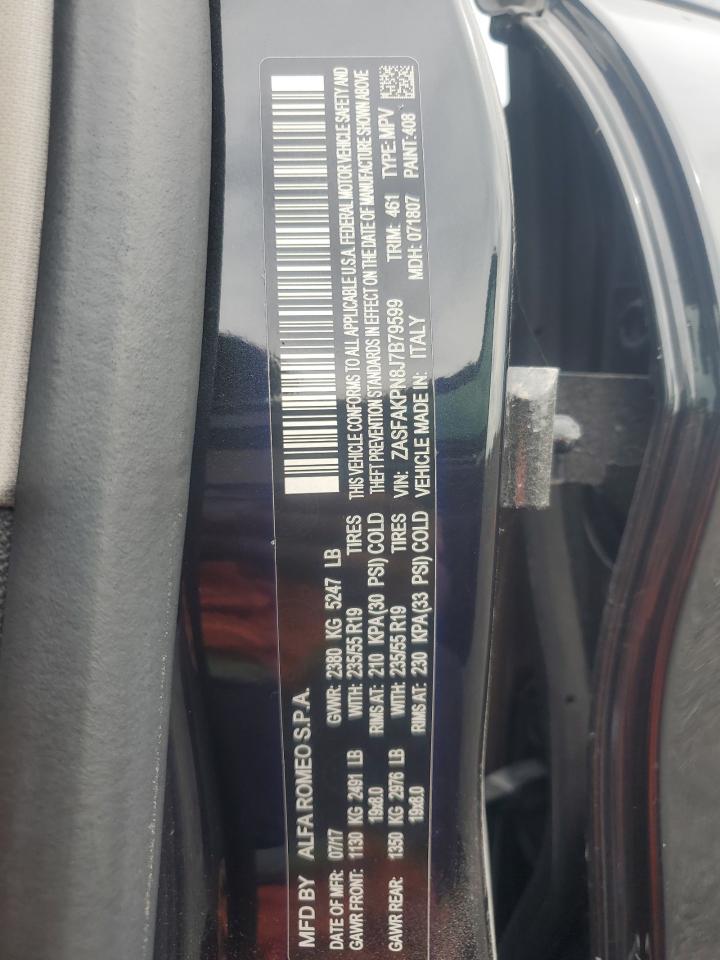 MFD BY ALFA ROMEO S.P.A.
DATE OF MFR: 07/17 GVWR: 2380 KG 5247 LB
GAWR FRONT: 1130 KG 2491 LB WITH: 235/55 R19 TIRES
19x8.0 RIMS AT: 210 KPA(30 PSI) COLD
GAWR REAR: 1350 KG 2976 LB WITH: 235/55 R19 TIRES
19x8.0 RIMS AT: 230 KPA(33 PSI) COLD
THIS VEHICLE CONFORMS TO ALL APPLICABLE U.S.A. FEDERAL MOTOR VEHICLE SAFETY AND
THEFT PREVENTION STANDARDS IN EFFECT ON THE DATE OF MANUFACTURE SHOWN ABOVE
VIN: ZASFAKPN8J7B79599 TRIM: 461 TYPE: MPV
VEHICLE MADE IN: ITALY MDH: 071807 PAINT: 408